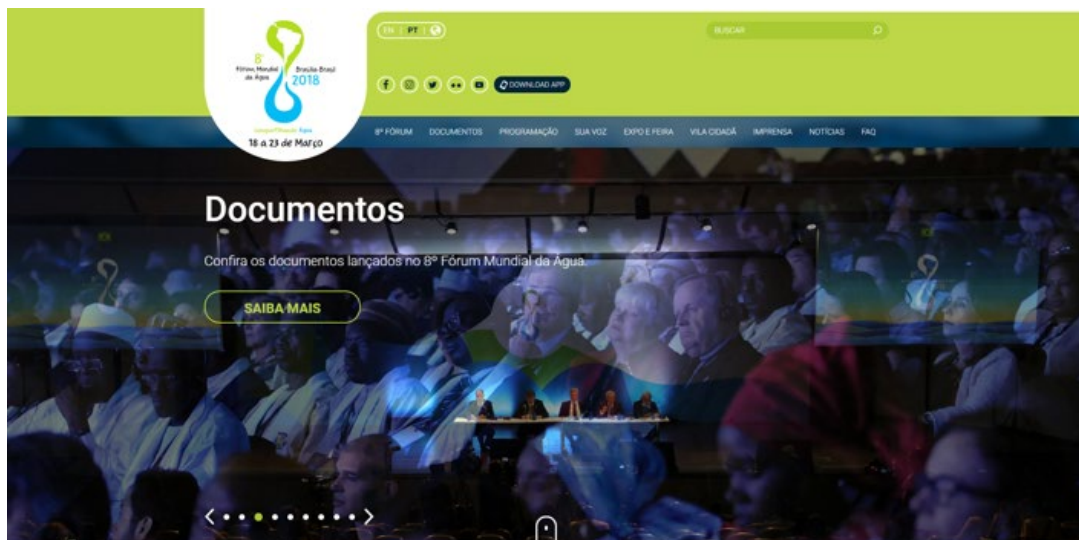 8º
Fórum Mundial
da Água
Brasília-Brasil
2018
Compartilhando Água
18 a 23 de Março
EN | PT
BUSCAR
DOWNLOAD APP
8º FÓRUM DOCUMENTOS PROGRAMAÇÃO SUA VOZ EXPO E FEIRA VILA CIDADÃ IMPRENSA NOTÍCIAS FAQ
Documentos
Confira os documentos lançados no 8º Fórum Mundial da Água.
SAIBA MAIS